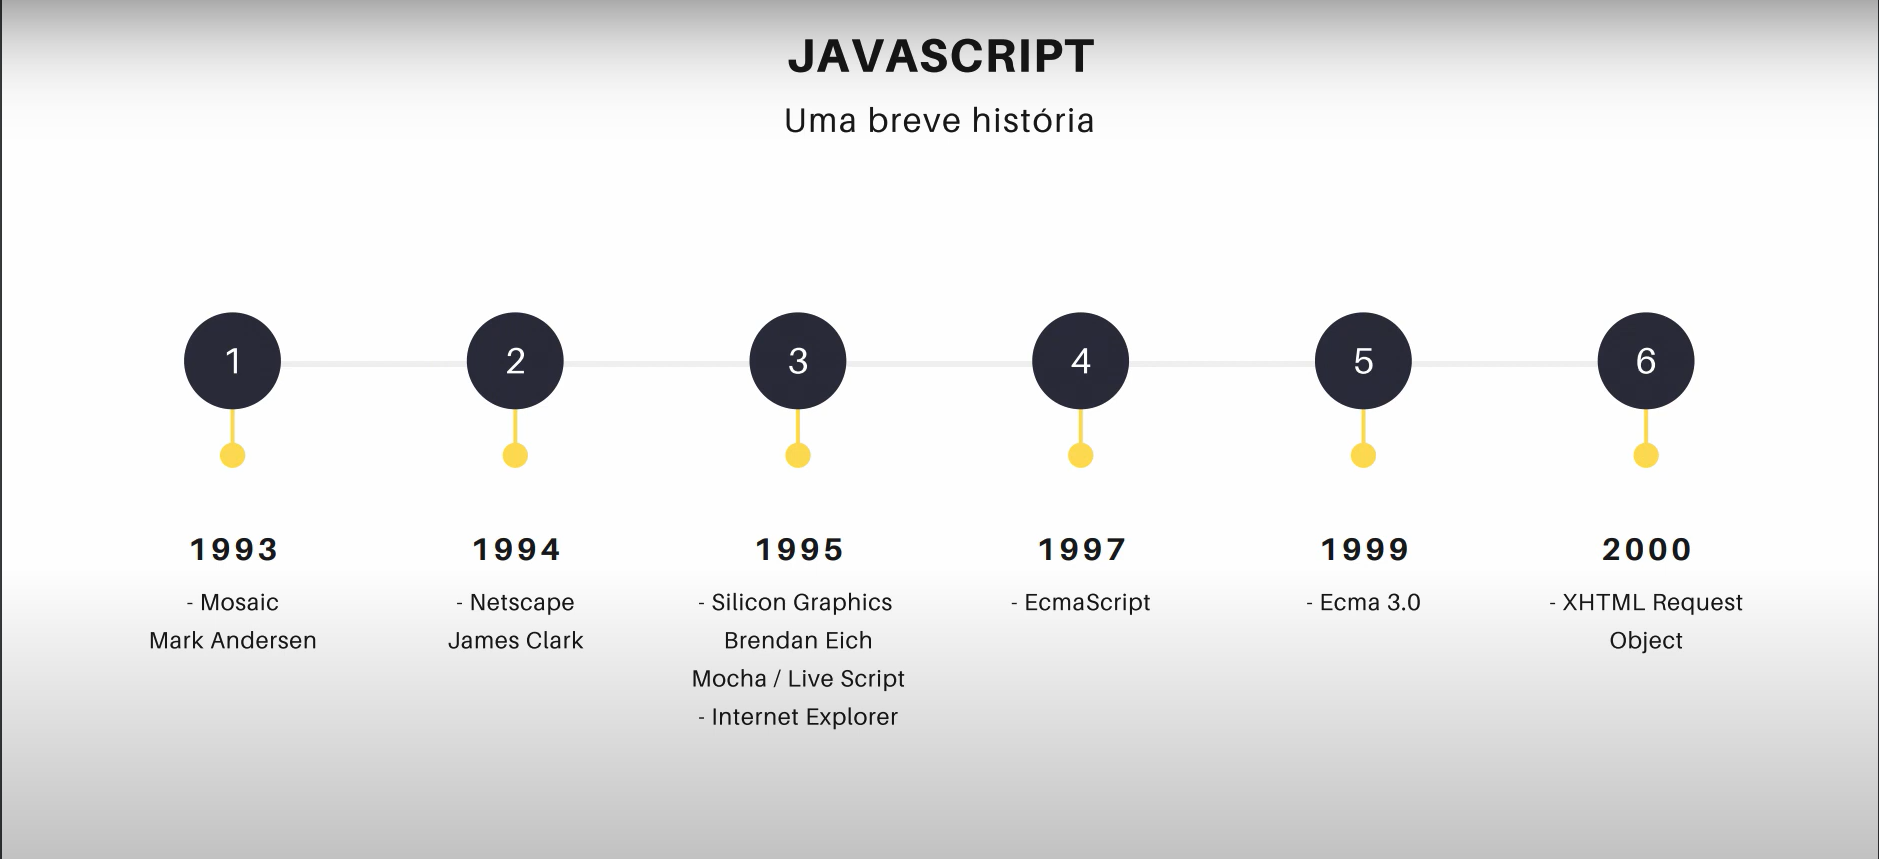 JAVASCRIPT
Uma breve história
1
2
3
4
5
6
1993
- Mosaic
Mark Andersen
1994
- Netscape
James Clark
1995
- Silicon Graphics
Brendan Eich
Mocha / Live Script
- Internet Explorer
1997
- EcmaScript
1999
- Ecma 3.0
2000
- XHTML Request
Object